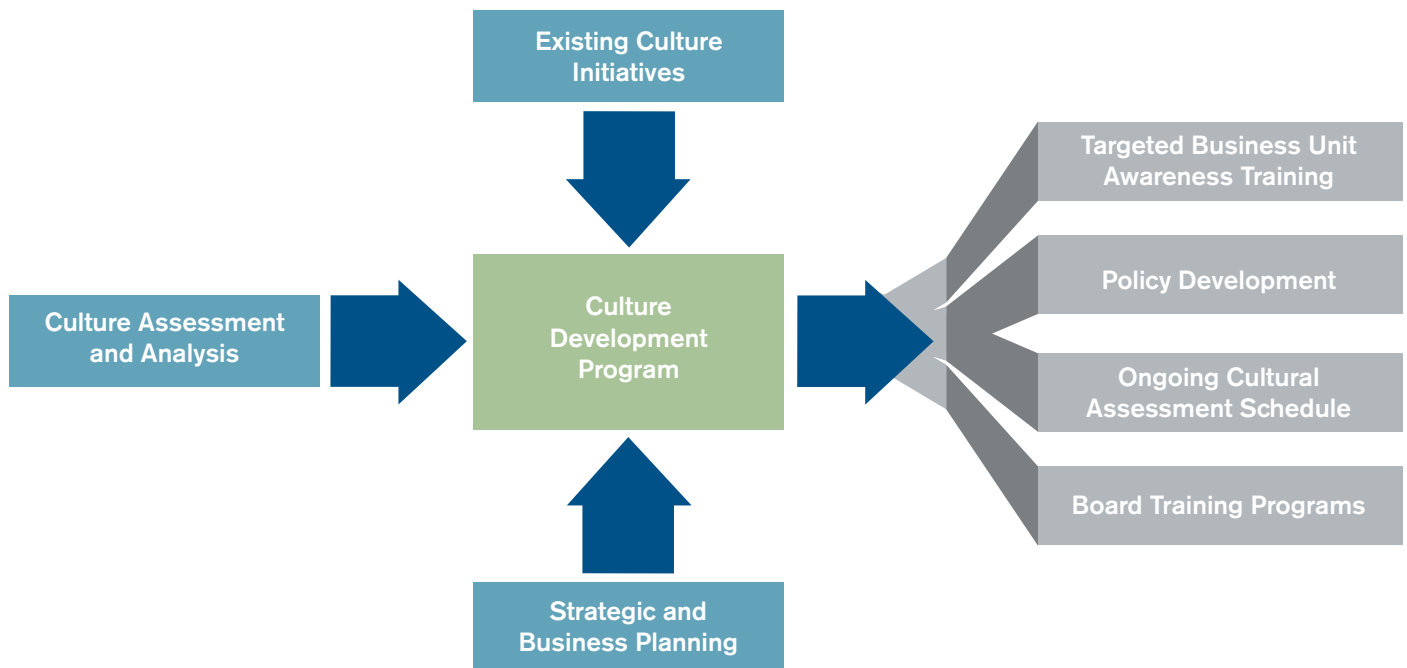 Existing Culture
Initiatives
Culture Assessment
and Analysis
Culture
Development
Program
Strategic and
Business Planning
Targeted Business Unit
Awareness Training
Policy Development
Ongoing Cultural
Assessment Schedule
Board Training Programs